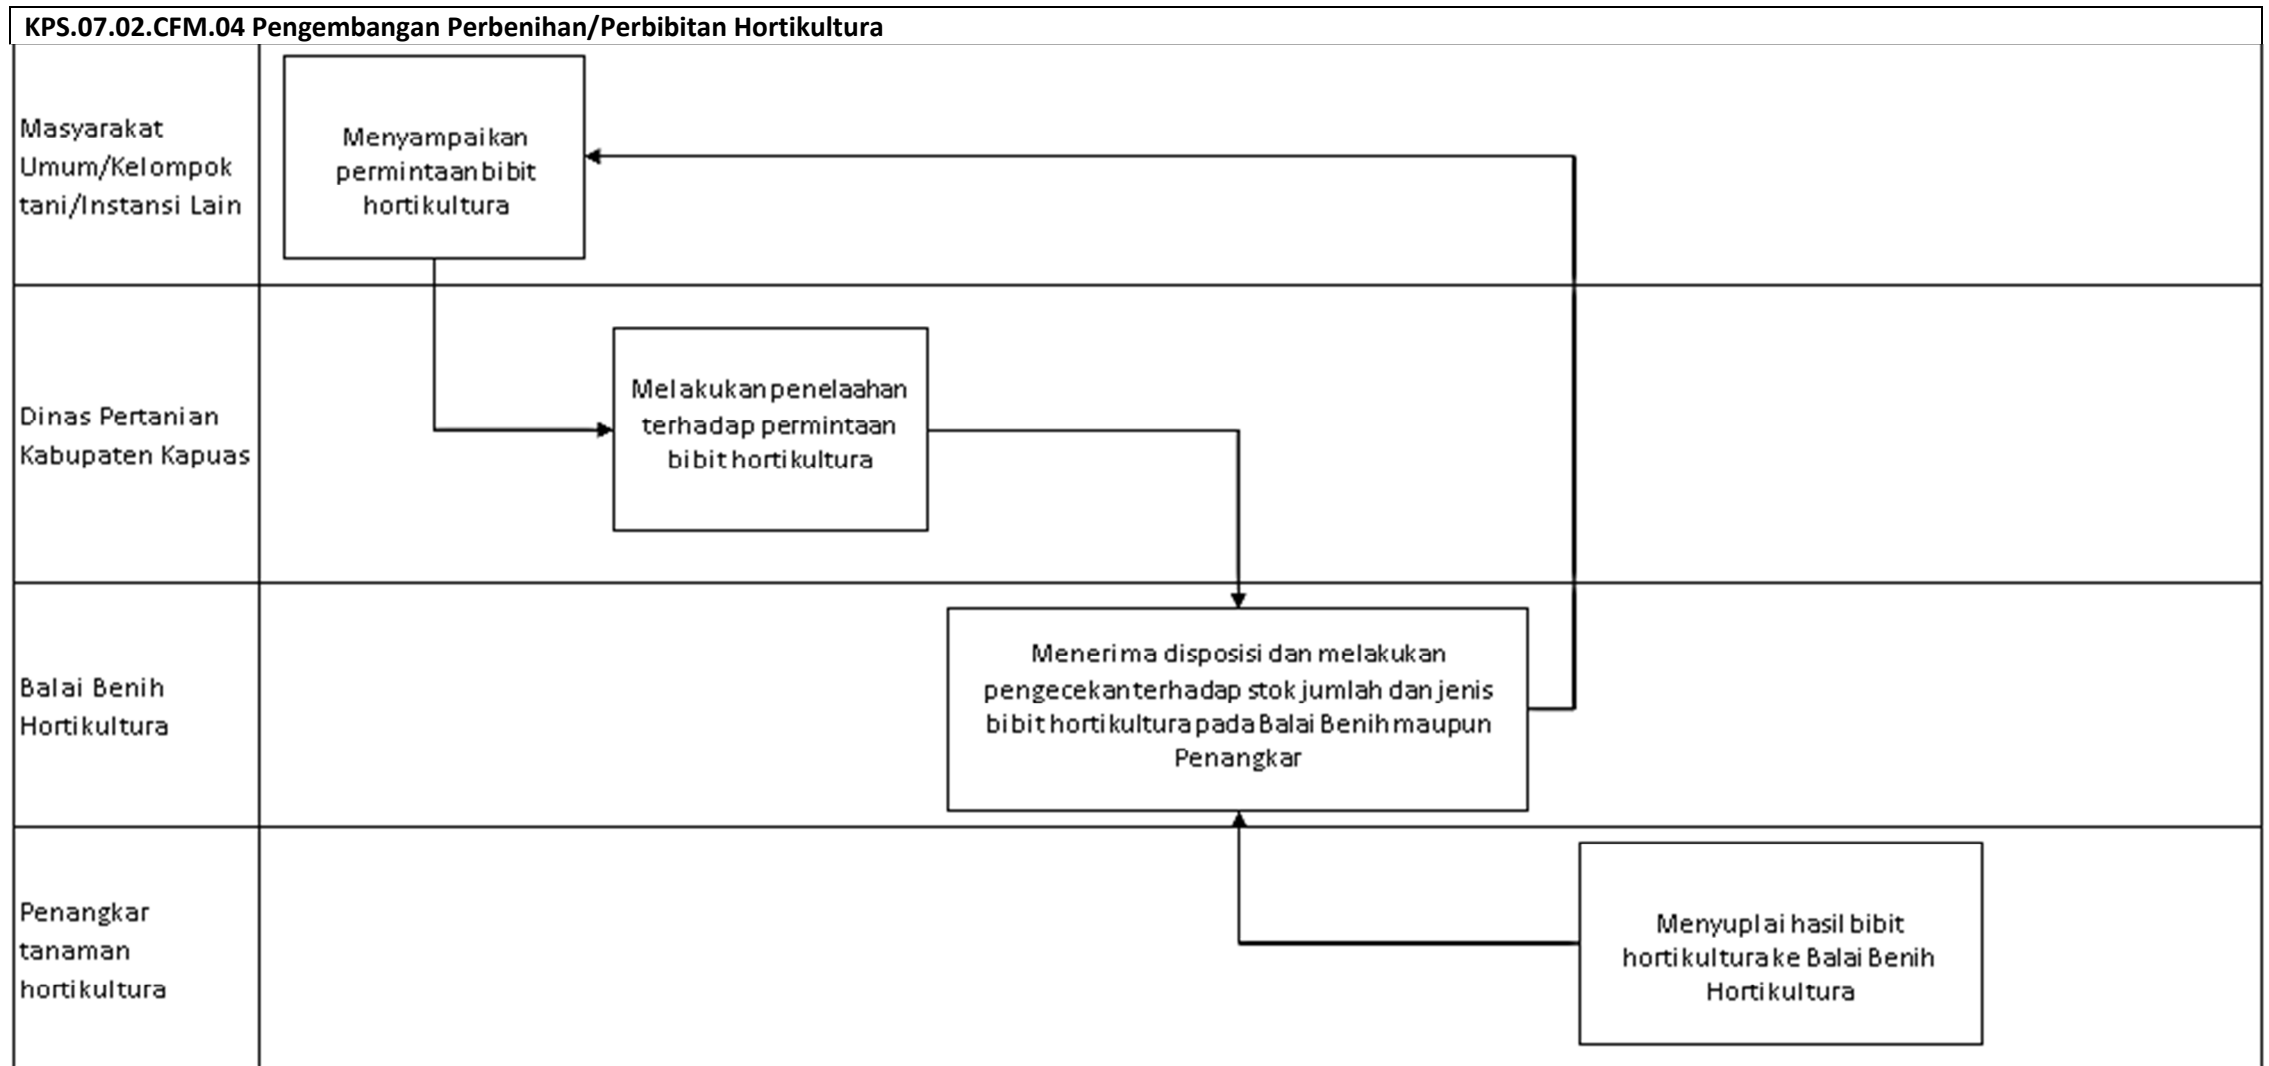 KPS.07.02.CFM.04 Pengembangan Perbenihan/Perbibitan Hortikultura
Masyarakat
Umum/Kelompok
tani/Instansi Lain
Menyampaikan
permintaan bibit
hortikultura
Dinas Pertanian
Kabupaten Kapuas
Melakukan penelaahan
terhadap permintaan
bibit hortikultura
Balai Benih
Hortikultura
Menerima disposisi dan melakukan
pengecekan terhadap stok jumlah dan jenis
bibit hortikultura pada Balai Benih maupun
Penangkar
Penangkar
tanaman
hortikultura
Menyuplai hasil bibit
hortikultura ke Balai Benih
Hortikultura